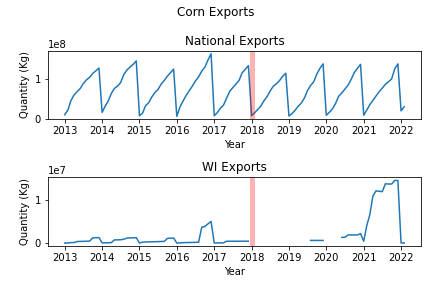 Corn Exports
National Exports
1e8
Quantity (Kg)
1
0
2013 2014 2015 2016 2017 2018 2019 2020 2021 2022
Year
WI Exports
1e7
Quantity (Kg)
1
0
2013 2014 2015 2016 2017 2018 2019 2020 2021 2022
Year